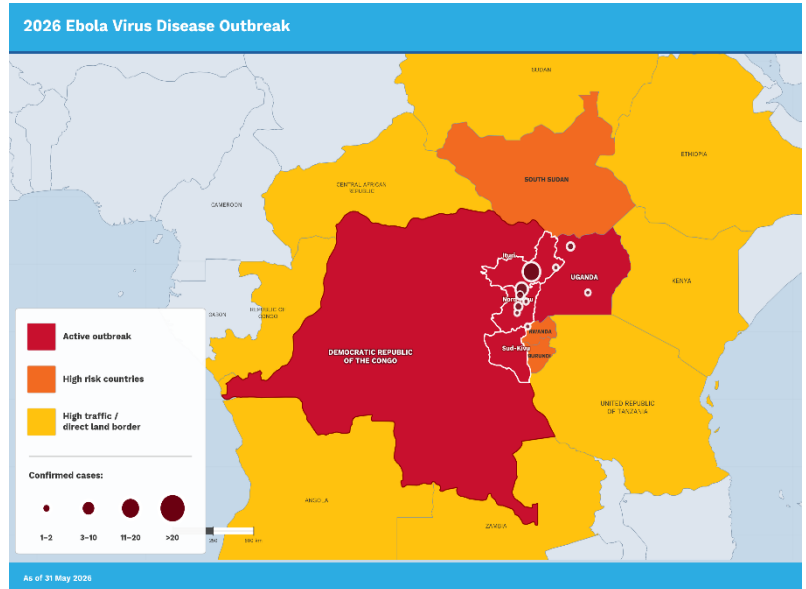 2026 Ebola Virus Disease Outbreak
SUDAN
ETHIOPIA
SOUTH SUDAN
CENTRAL AFRICAN
REPUBLIC
CAMEROON
Ituri
UGANDA
KENYA
REPUBLIC OF
CONGO
RWANDA
Sud-Kivu
BURUNDI
DEMOCRATIC REPUBLIC
OF THE CONGO
UNITED REPUBLIC
OF TANZANIA
ANGOLA
ZAMBIA
Active outbreak
High risk countries
High traffic /
direct land border
Confirmed cases:
1–2
3–10
11–20
>20
As of 31 May 2026